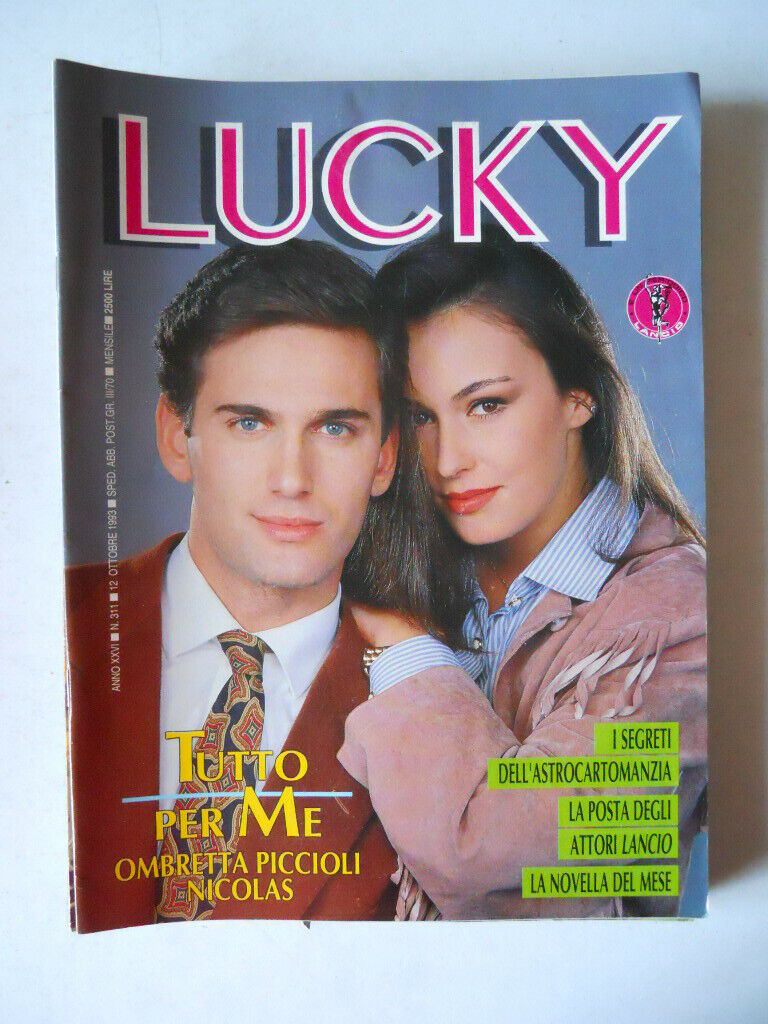 LUCKY
LANCIO
ANNO XXVI ■ N. 311 ■ 12 OTTOBRE 1993 ■ SPED. ABB. POST.GR. III/70 ■ MENSILE ■ 2500 LIRE
TUTTO
PER ME
OMBRETTA PICCIOLI
NICOLAS
I SEGRETI
DELL'ASTROCARTOMANZIA
LA POSTA DEGLI
ATTORI LANCIO
LA NOVELLA DEL MESE